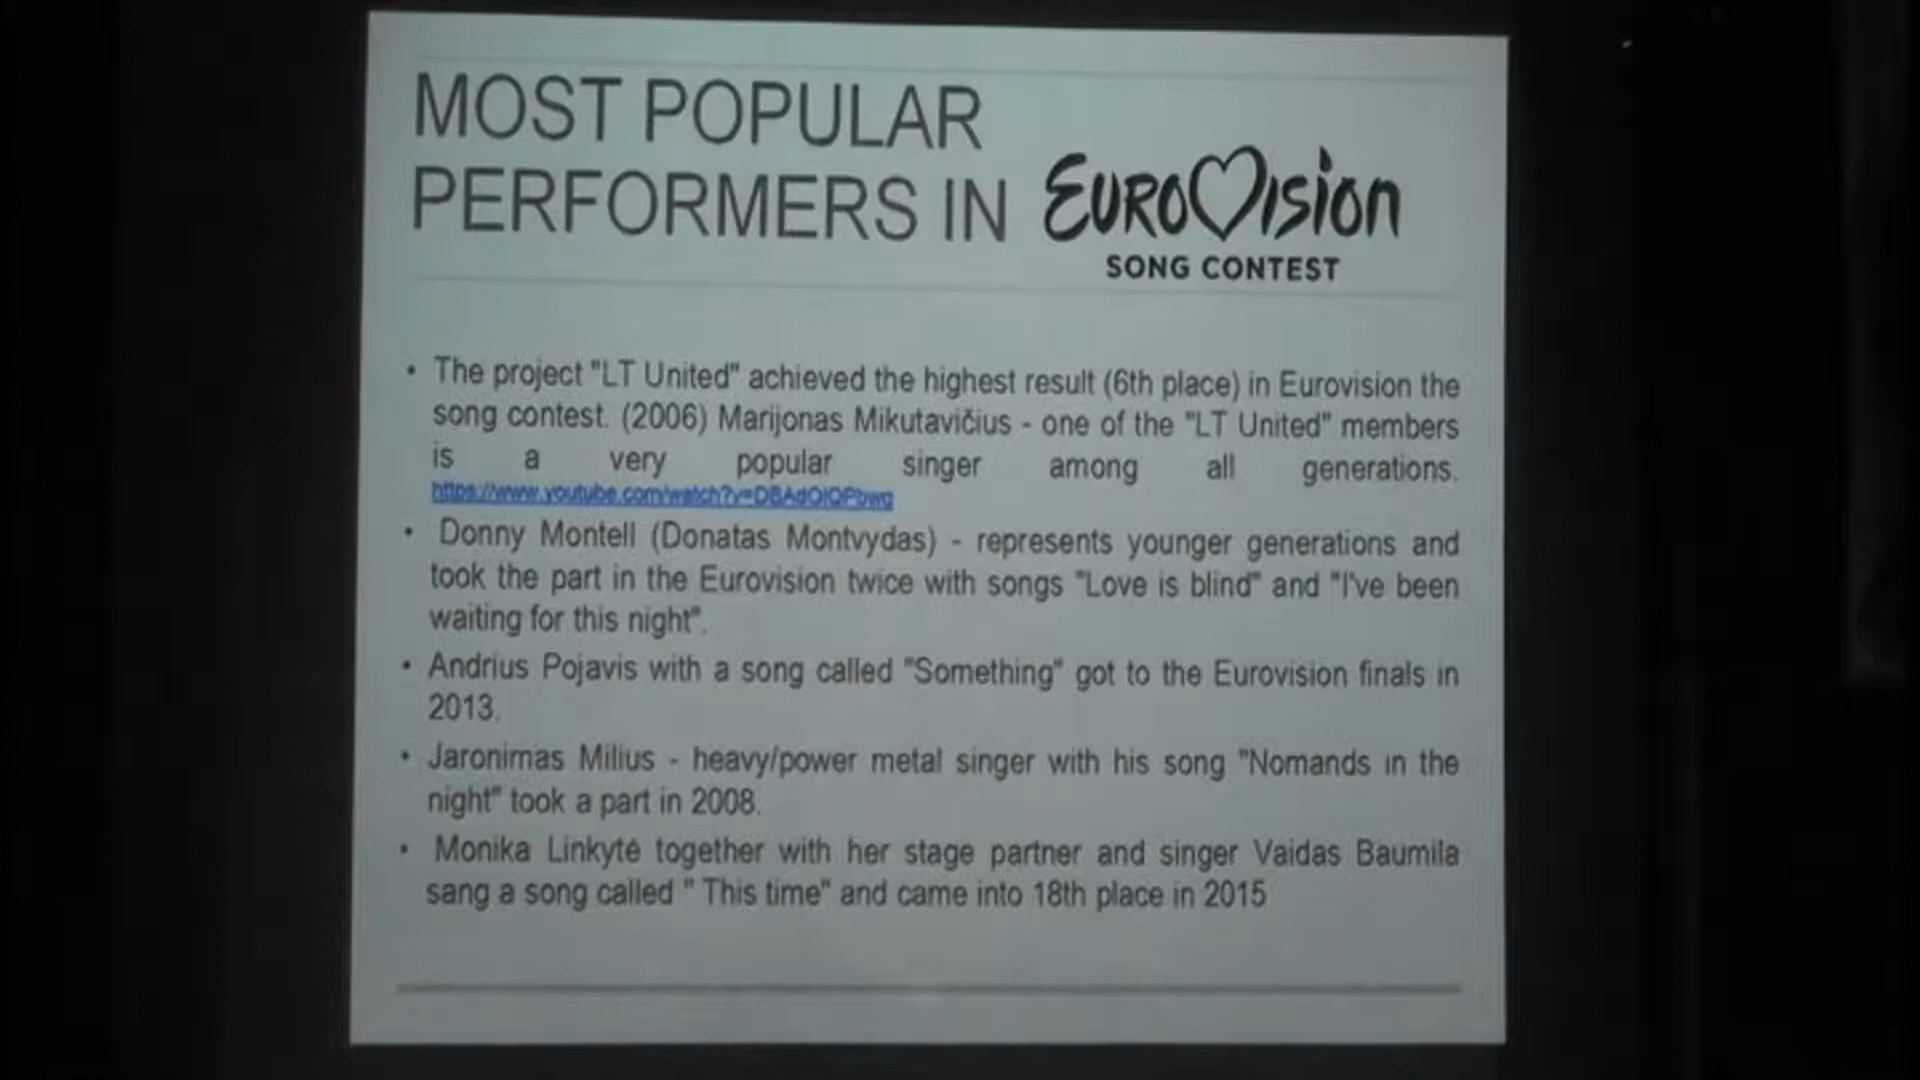 MOST POPULAR
PERFORMERS IN EUROVISION
SONG CONTEST
• The project "LT United" achieved the highest result (6th place) in Eurovision the
song contest. (2006) Marijonas Mikutavičius - one of the "LT United" members
is a very popular singer among all generations.
• Donny Montell (Donatas Montvydas) - represents younger generations and
took the part in the Eurovision twice with songs "Love is blind" and "I've been
waiting for this night".
• Andrius Pojavis with a song called "Something" got to the Eurovision finals in
2013.
• Jaronimas Milius - heavy/power metal singer with his song "Nomands in the
night" took a part in 2008.
• Monika Linkytė together with her stage partner and singer Vaidas Baumila
sang a song called " This time" and came into 18th place in 2015